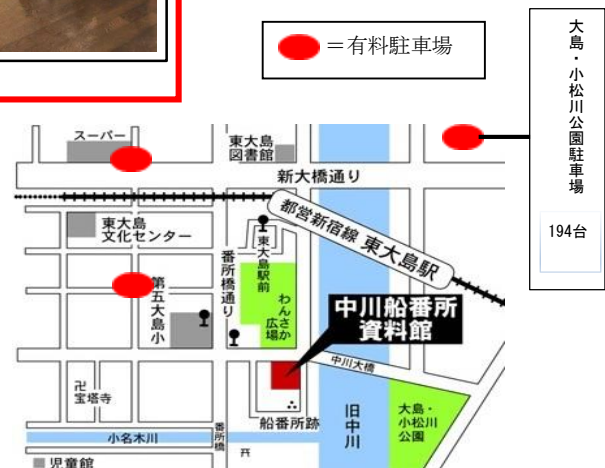 ＝有料駐車場
大島・小松川公園駐車場
194台
スーパー
東大島
図書館
新大橋通り
都営新宿線 東大島駅
東大島
文化センター
東大島駅前
番所橋通り
わんさか
広場
第五大島小
中川船番所
資料館
中川大橋
卍
宝塔寺
船番所跡
旧中川
大島・
小松川
公園
小名木川
番所橋
児童館